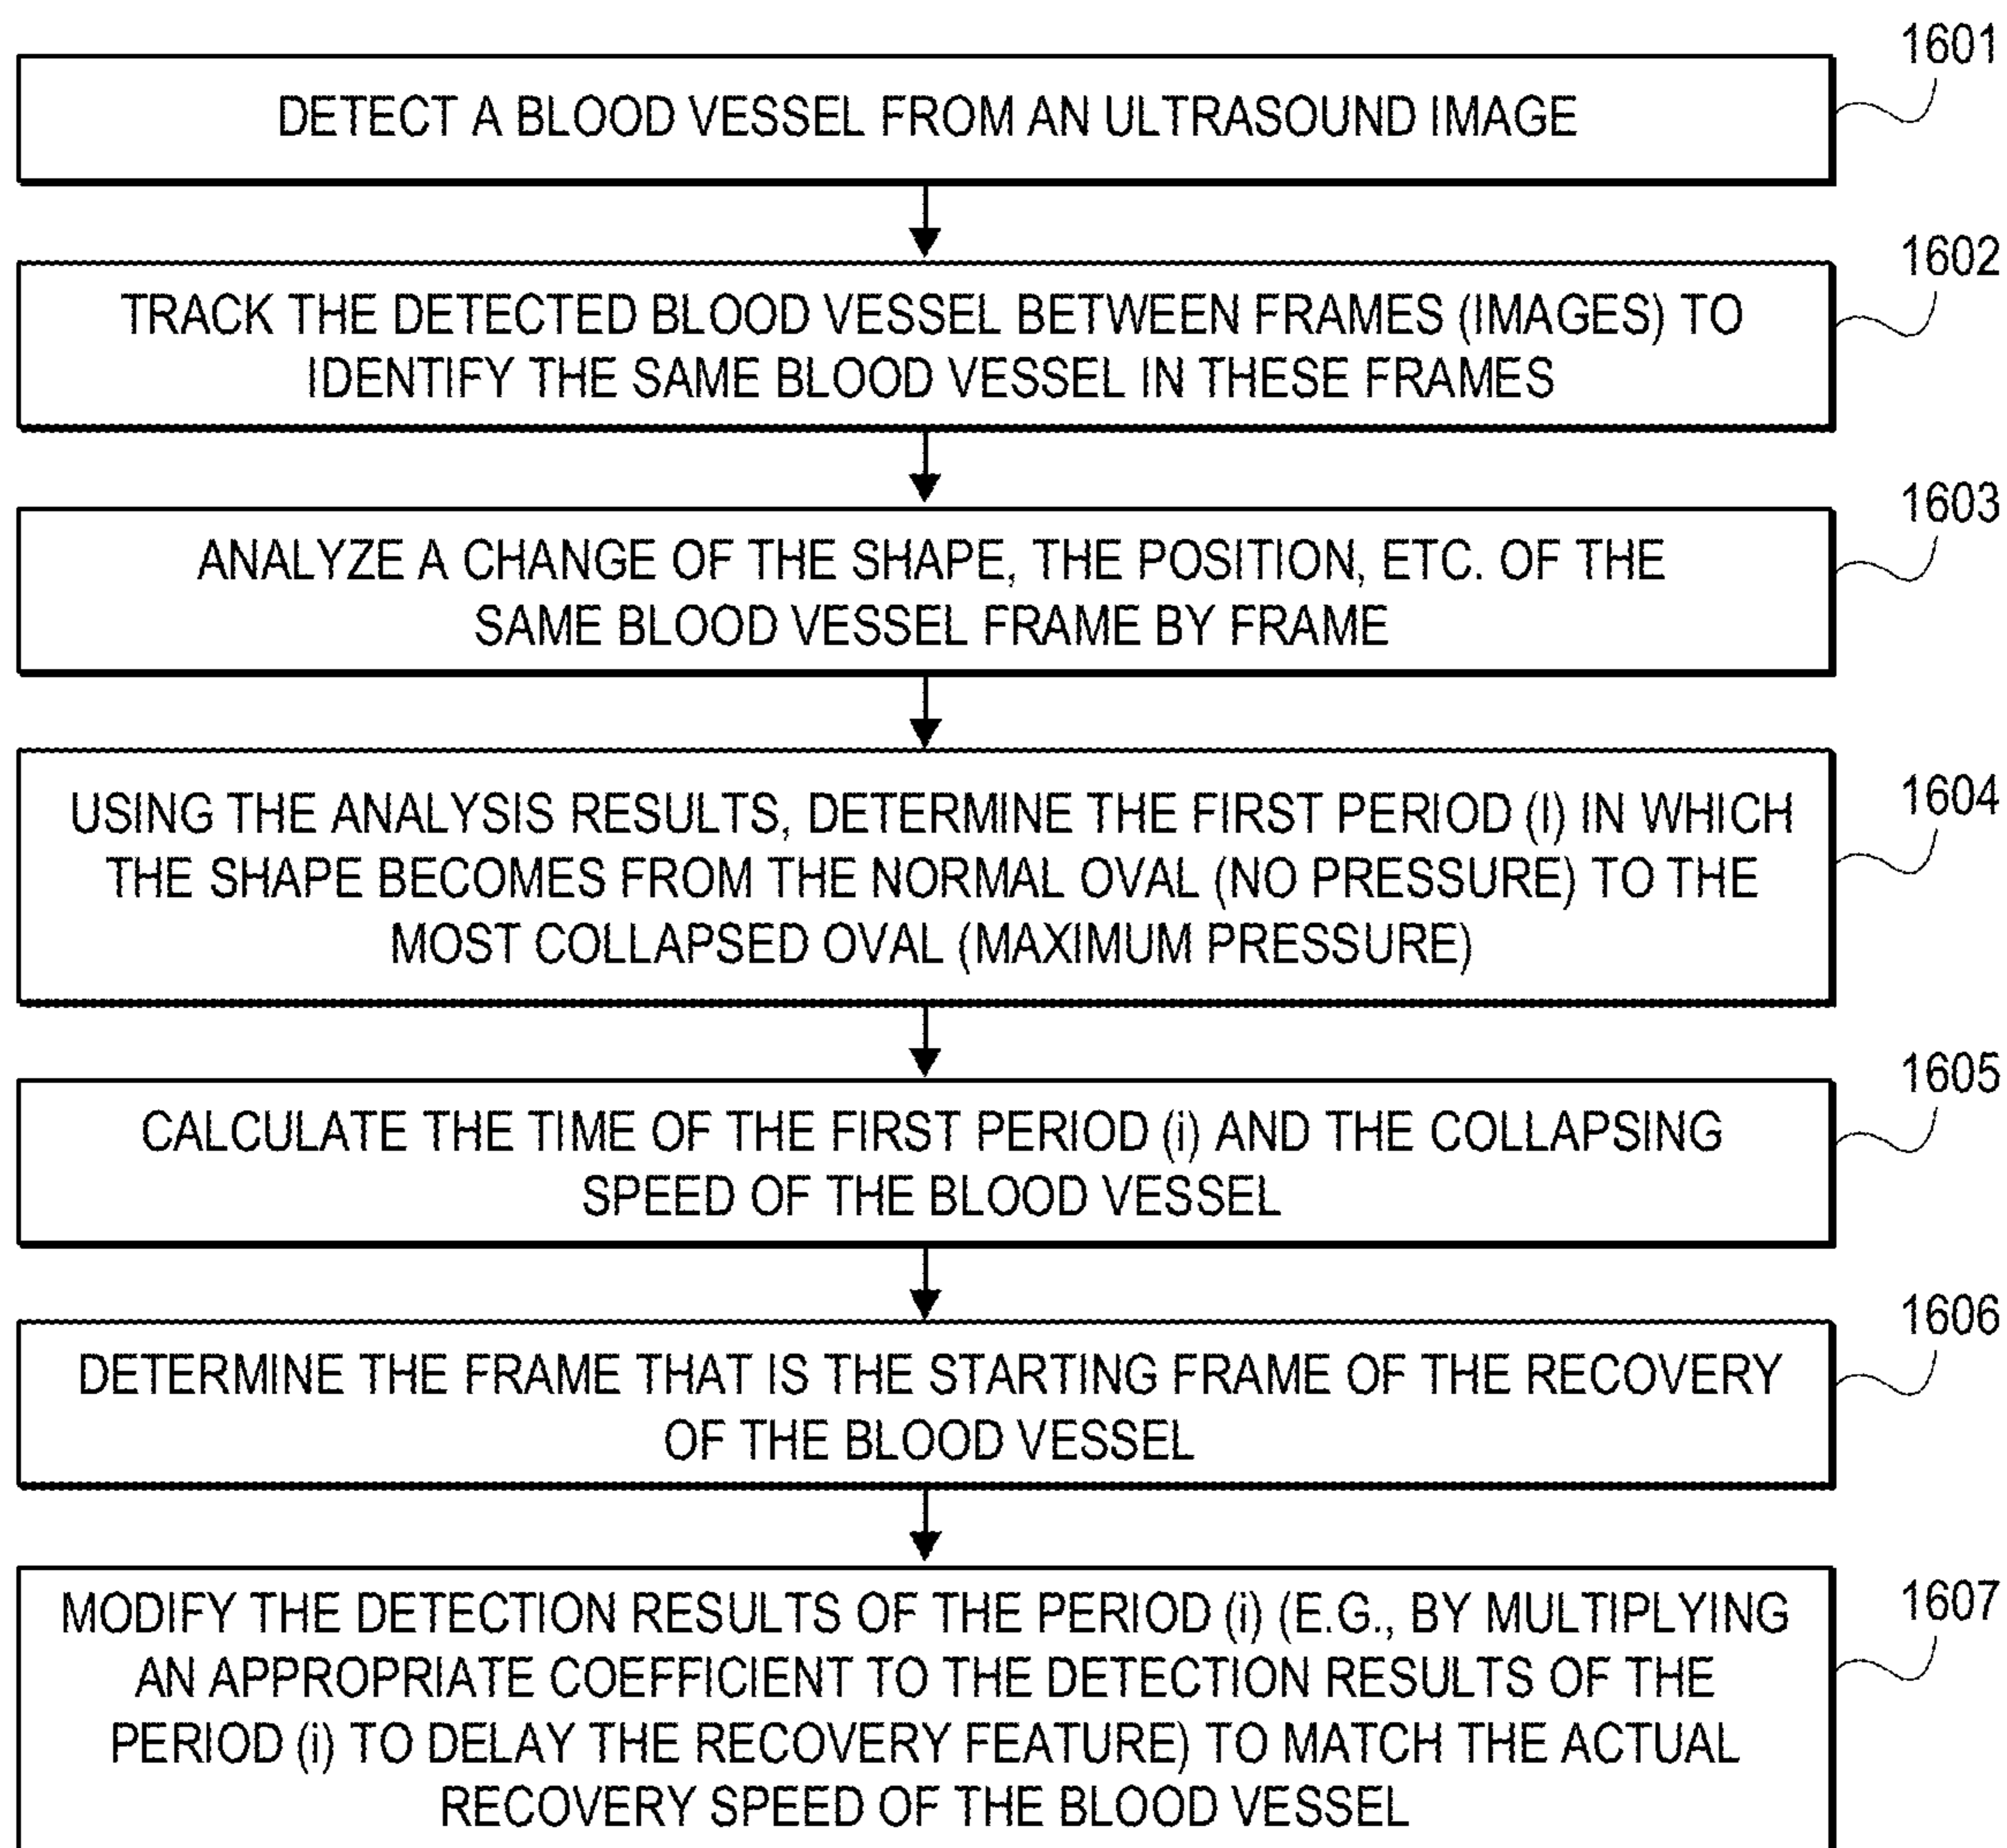 1601
DETECT A BLOOD VESSEL FROM AN ULTRASOUND IMAGE
1602
TRACK THE DETECTED BLOOD VESSEL BETWEEN FRAMES (IMAGES) TO
IDENTIFY THE SAME BLOOD VESSEL IN THESE FRAMES
1603
ANALYZE A CHANGE OF THE SHAPE, THE POSITION, ETC. OF THE
SAME BLOOD VESSEL FRAME BY FRAME
1604
USING THE ANALYSIS RESULTS, DETERMINE THE FIRST PERIOD (I) IN WHICH
THE SHAPE BECOMES FROM THE NORMAL OVAL (NO PRESSURE) TO THE
MOST COLLAPSED OVAL (MAXIMUM PRESSURE)
1605
CALCULATE THE TIME OF THE FIRST PERIOD (i) AND THE COLLAPSING
SPEED OF THE BLOOD VESSEL
1606
DETERMINE THE FRAME THAT IS THE STARTING FRAME OF THE RECOVERY
OF THE BLOOD VESSEL
1607
MODIFY THE DETECTION RESULTS OF THE PERIOD (i) (E.G., BY MULTIPLYING
AN APPROPRIATE COEFFICIENT TO THE DETECTION RESULTS OF THE
PERIOD (i) TO DELAY THE RECOVERY FEATURE) TO MATCH THE ACTUAL
RECOVERY SPEED OF THE BLOOD VESSEL